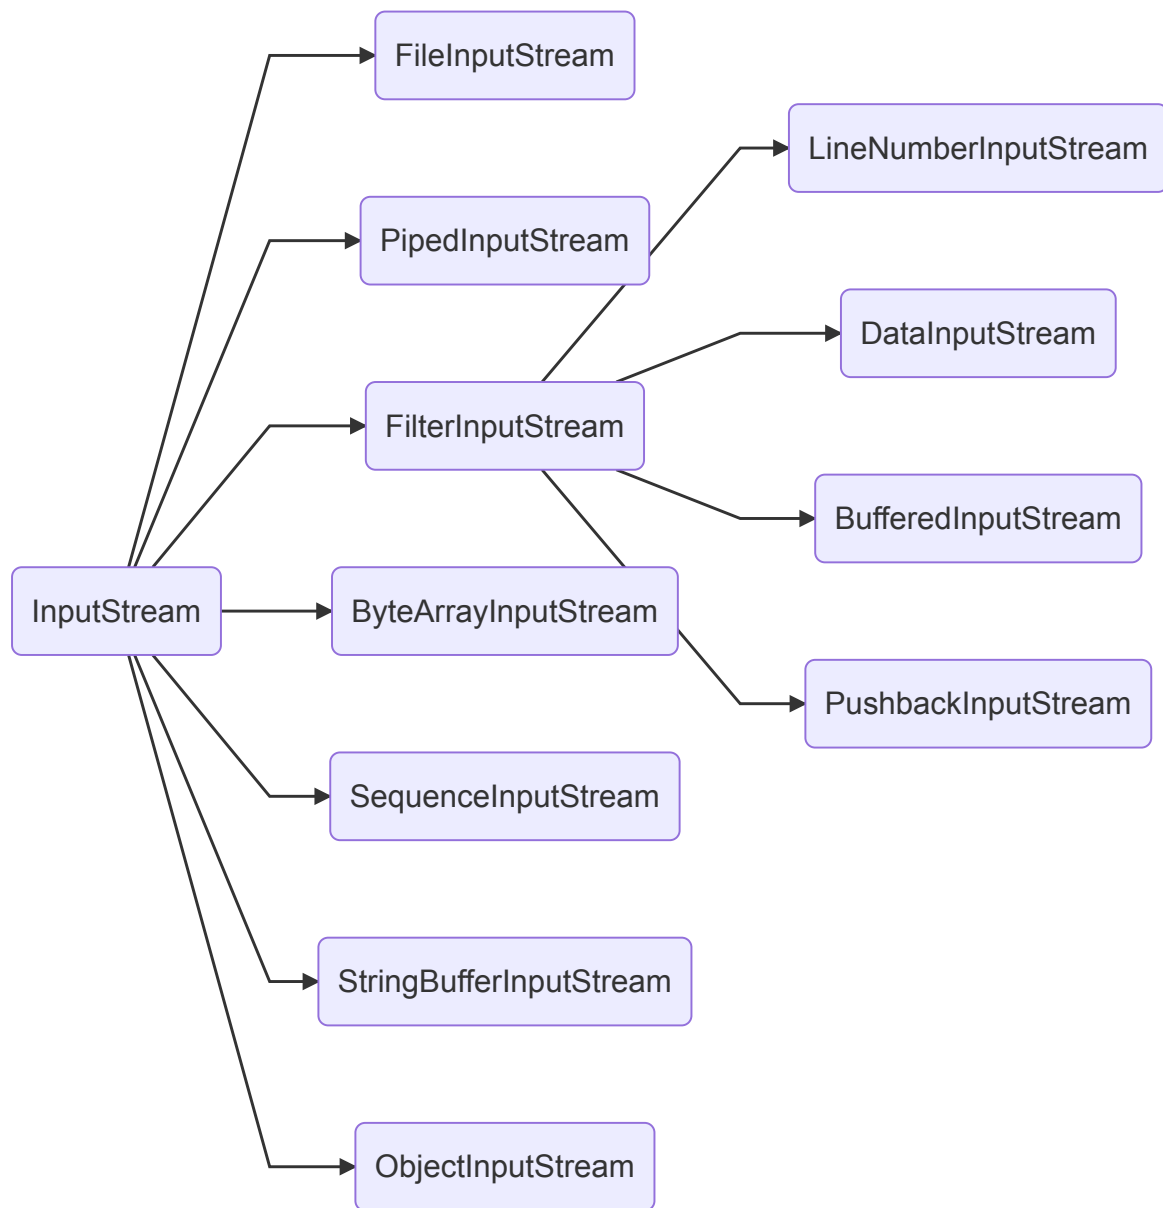 FileInputStream
LineNumberInputStream
PipedInputStream
DataInputStream
FilterInputStream
BufferedInputStream
InputStream
ByteArrayInputStream
PushbackInputStream
SequenceInputStream
StringBufferInputStream
ObjectInputStream